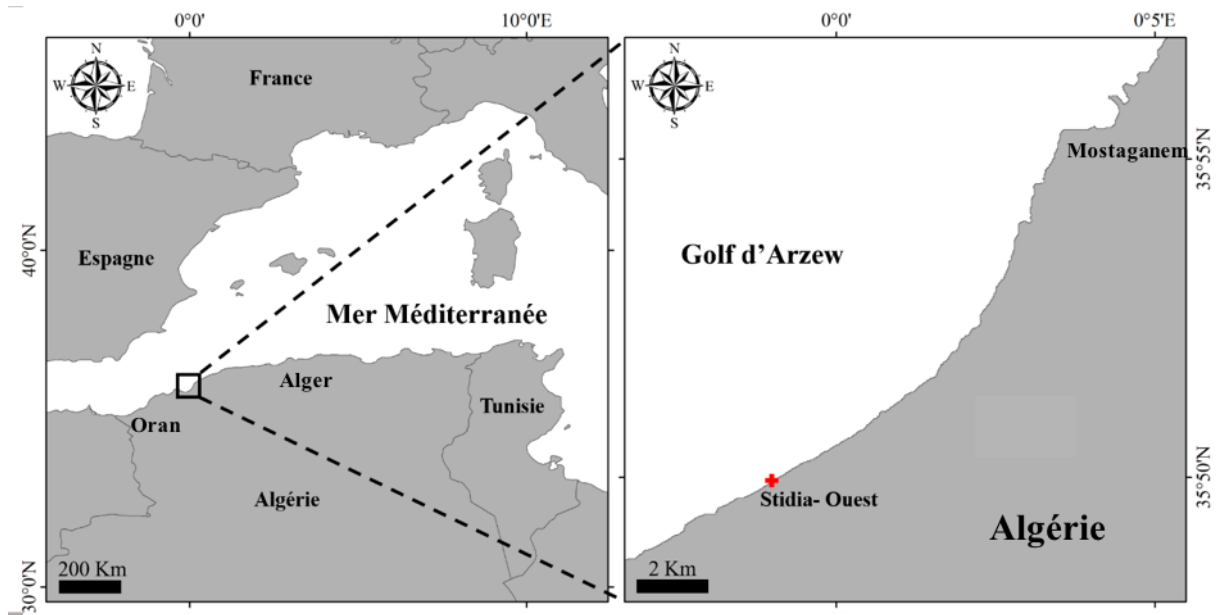 0°0'
10°0'E
N
W
E
S
France
40°0'N
Espagne
Mer Méditerranée
Alger
Tunisie
Oran
Algérie
200 Km
30°0'N
0°0'
0°5'E
N
W
E
S
Mostaganem
35°55'N
Golf d’Arzew
35°50'N
Stidia- Ouest
Algérie
2 Km